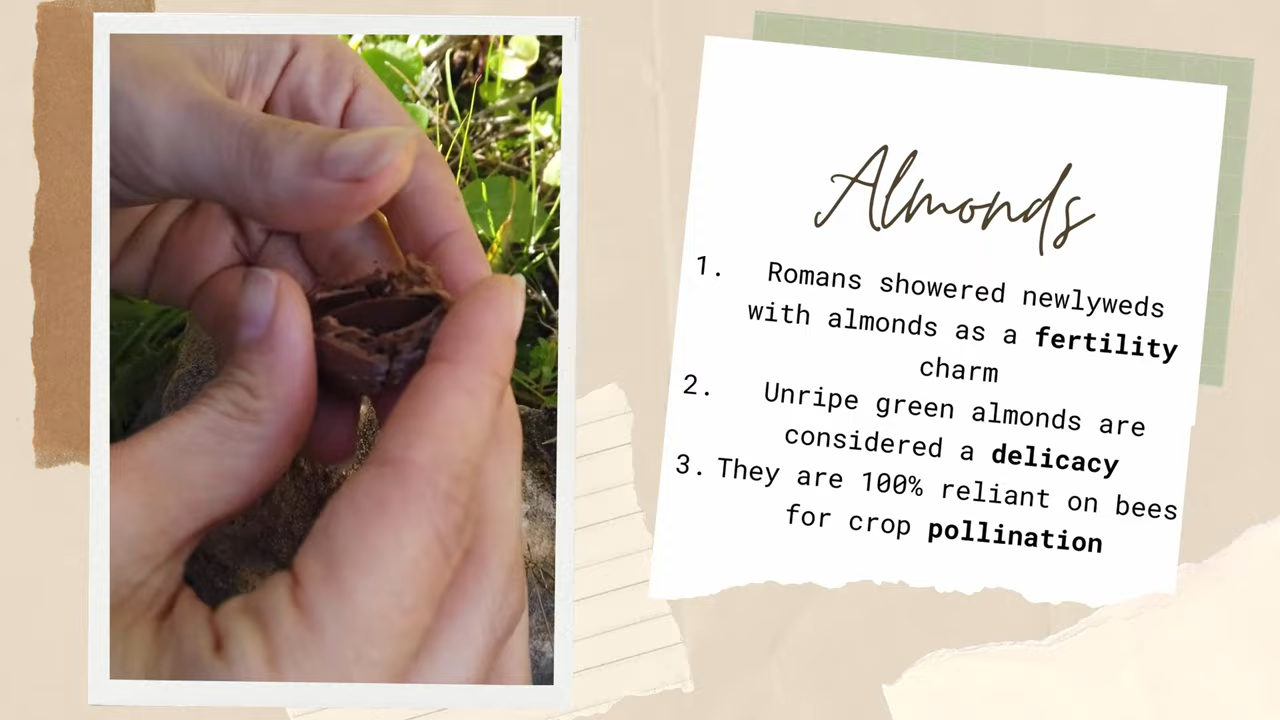 Almonds
1. Romans showered newlyweds
with almonds as a fertility
charm
2. Unripe green almonds are
considered a delicacy
3. They are 100% reliant on bees
for crop pollination